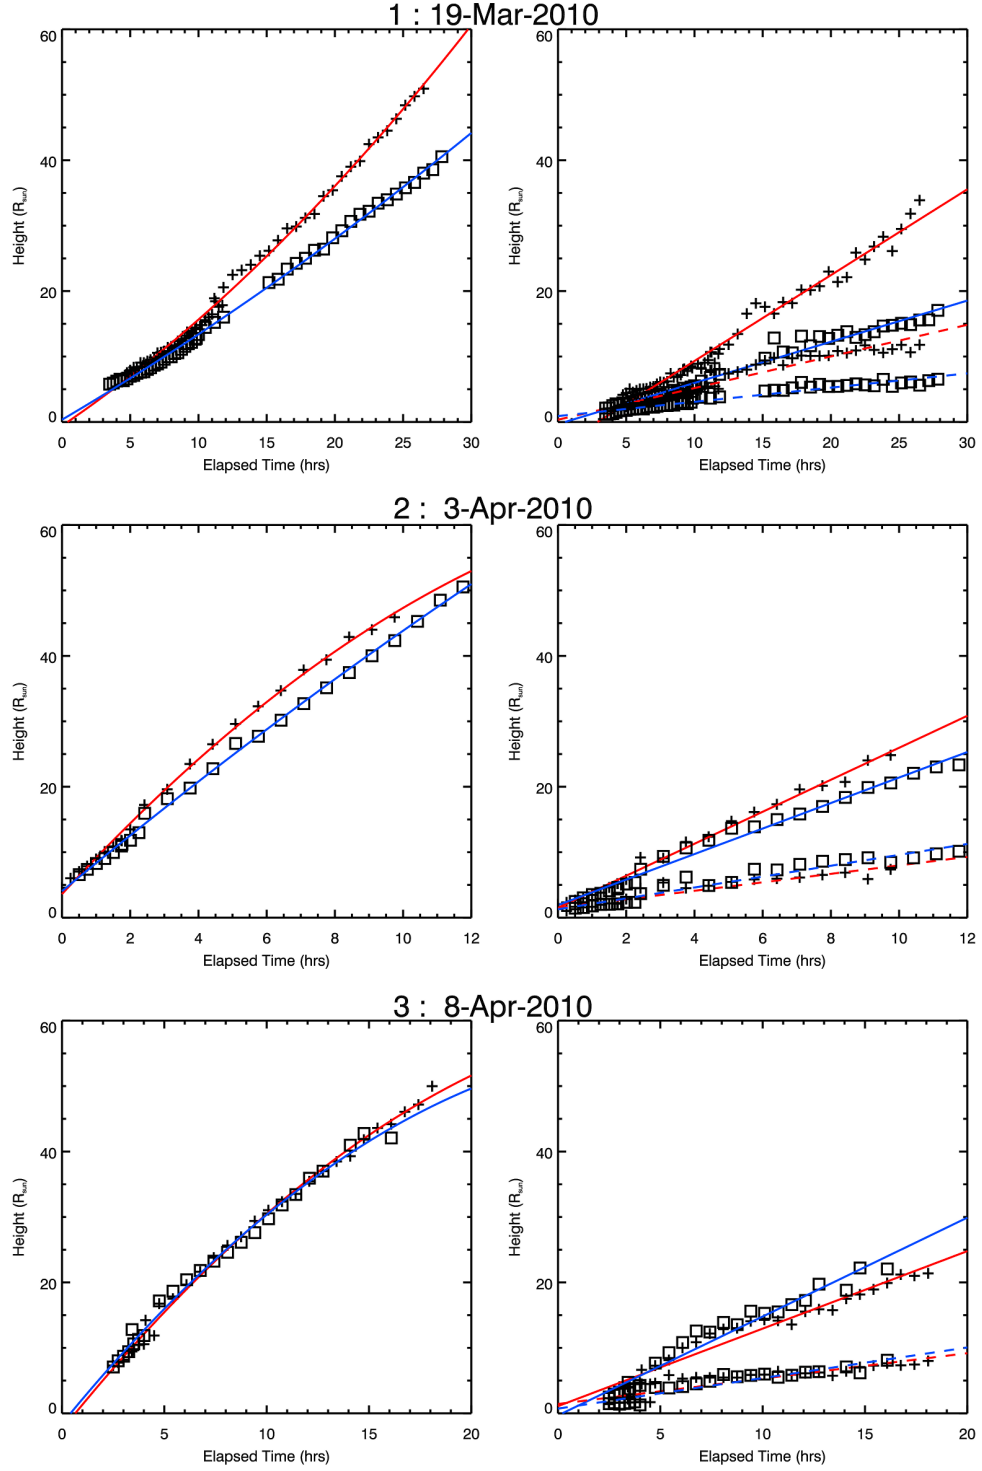 1 : 19-Mar-2010
60
40
20
0
Height (Rsun)
0 5 10 15 20 25 30
Elapsed Time (hrs)
60
40
20
0
Height (Rsun)
0 5 10 15 20 25 30
Elapsed Time (hrs)
2 : 3-Apr-2010
60
40
20
0
Height (Rsun)
0 2 4 6 8 10 12
Elapsed Time (hrs)
60
40
20
0
Height (Rsun)
0 2 4 6 8 10 12
Elapsed Time (hrs)
3 : 8-Apr-2010
60
40
20
0
Height (Rsun)
0 5 10 15 20
Elapsed Time (hrs)
60
40
20
0
Height (Rsun)
0 5 10 15 20
Elapsed Time (hrs)